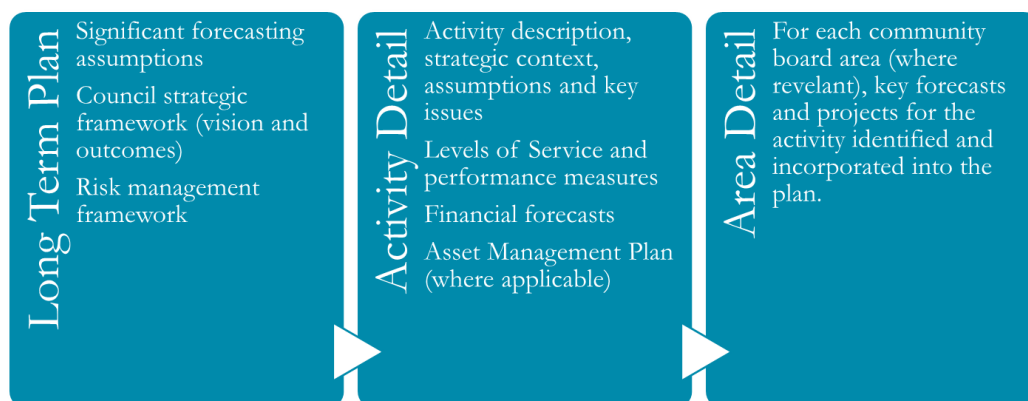 Long Term Plan
Significant forecasting
assumptions
Council strategic
framework (vision and
outcomes)
Risk management
framework
Activity Detail
Activity description,
strategic context,
assumptions and key
issues
Levels of Service and
performance measures
Financial forecasts
Asset Management Plan
(where applicable)
Area Detail
For each community
board area (where
revelant), key forecasts
and projects for the
activity identified and
incorporated into the
plan.